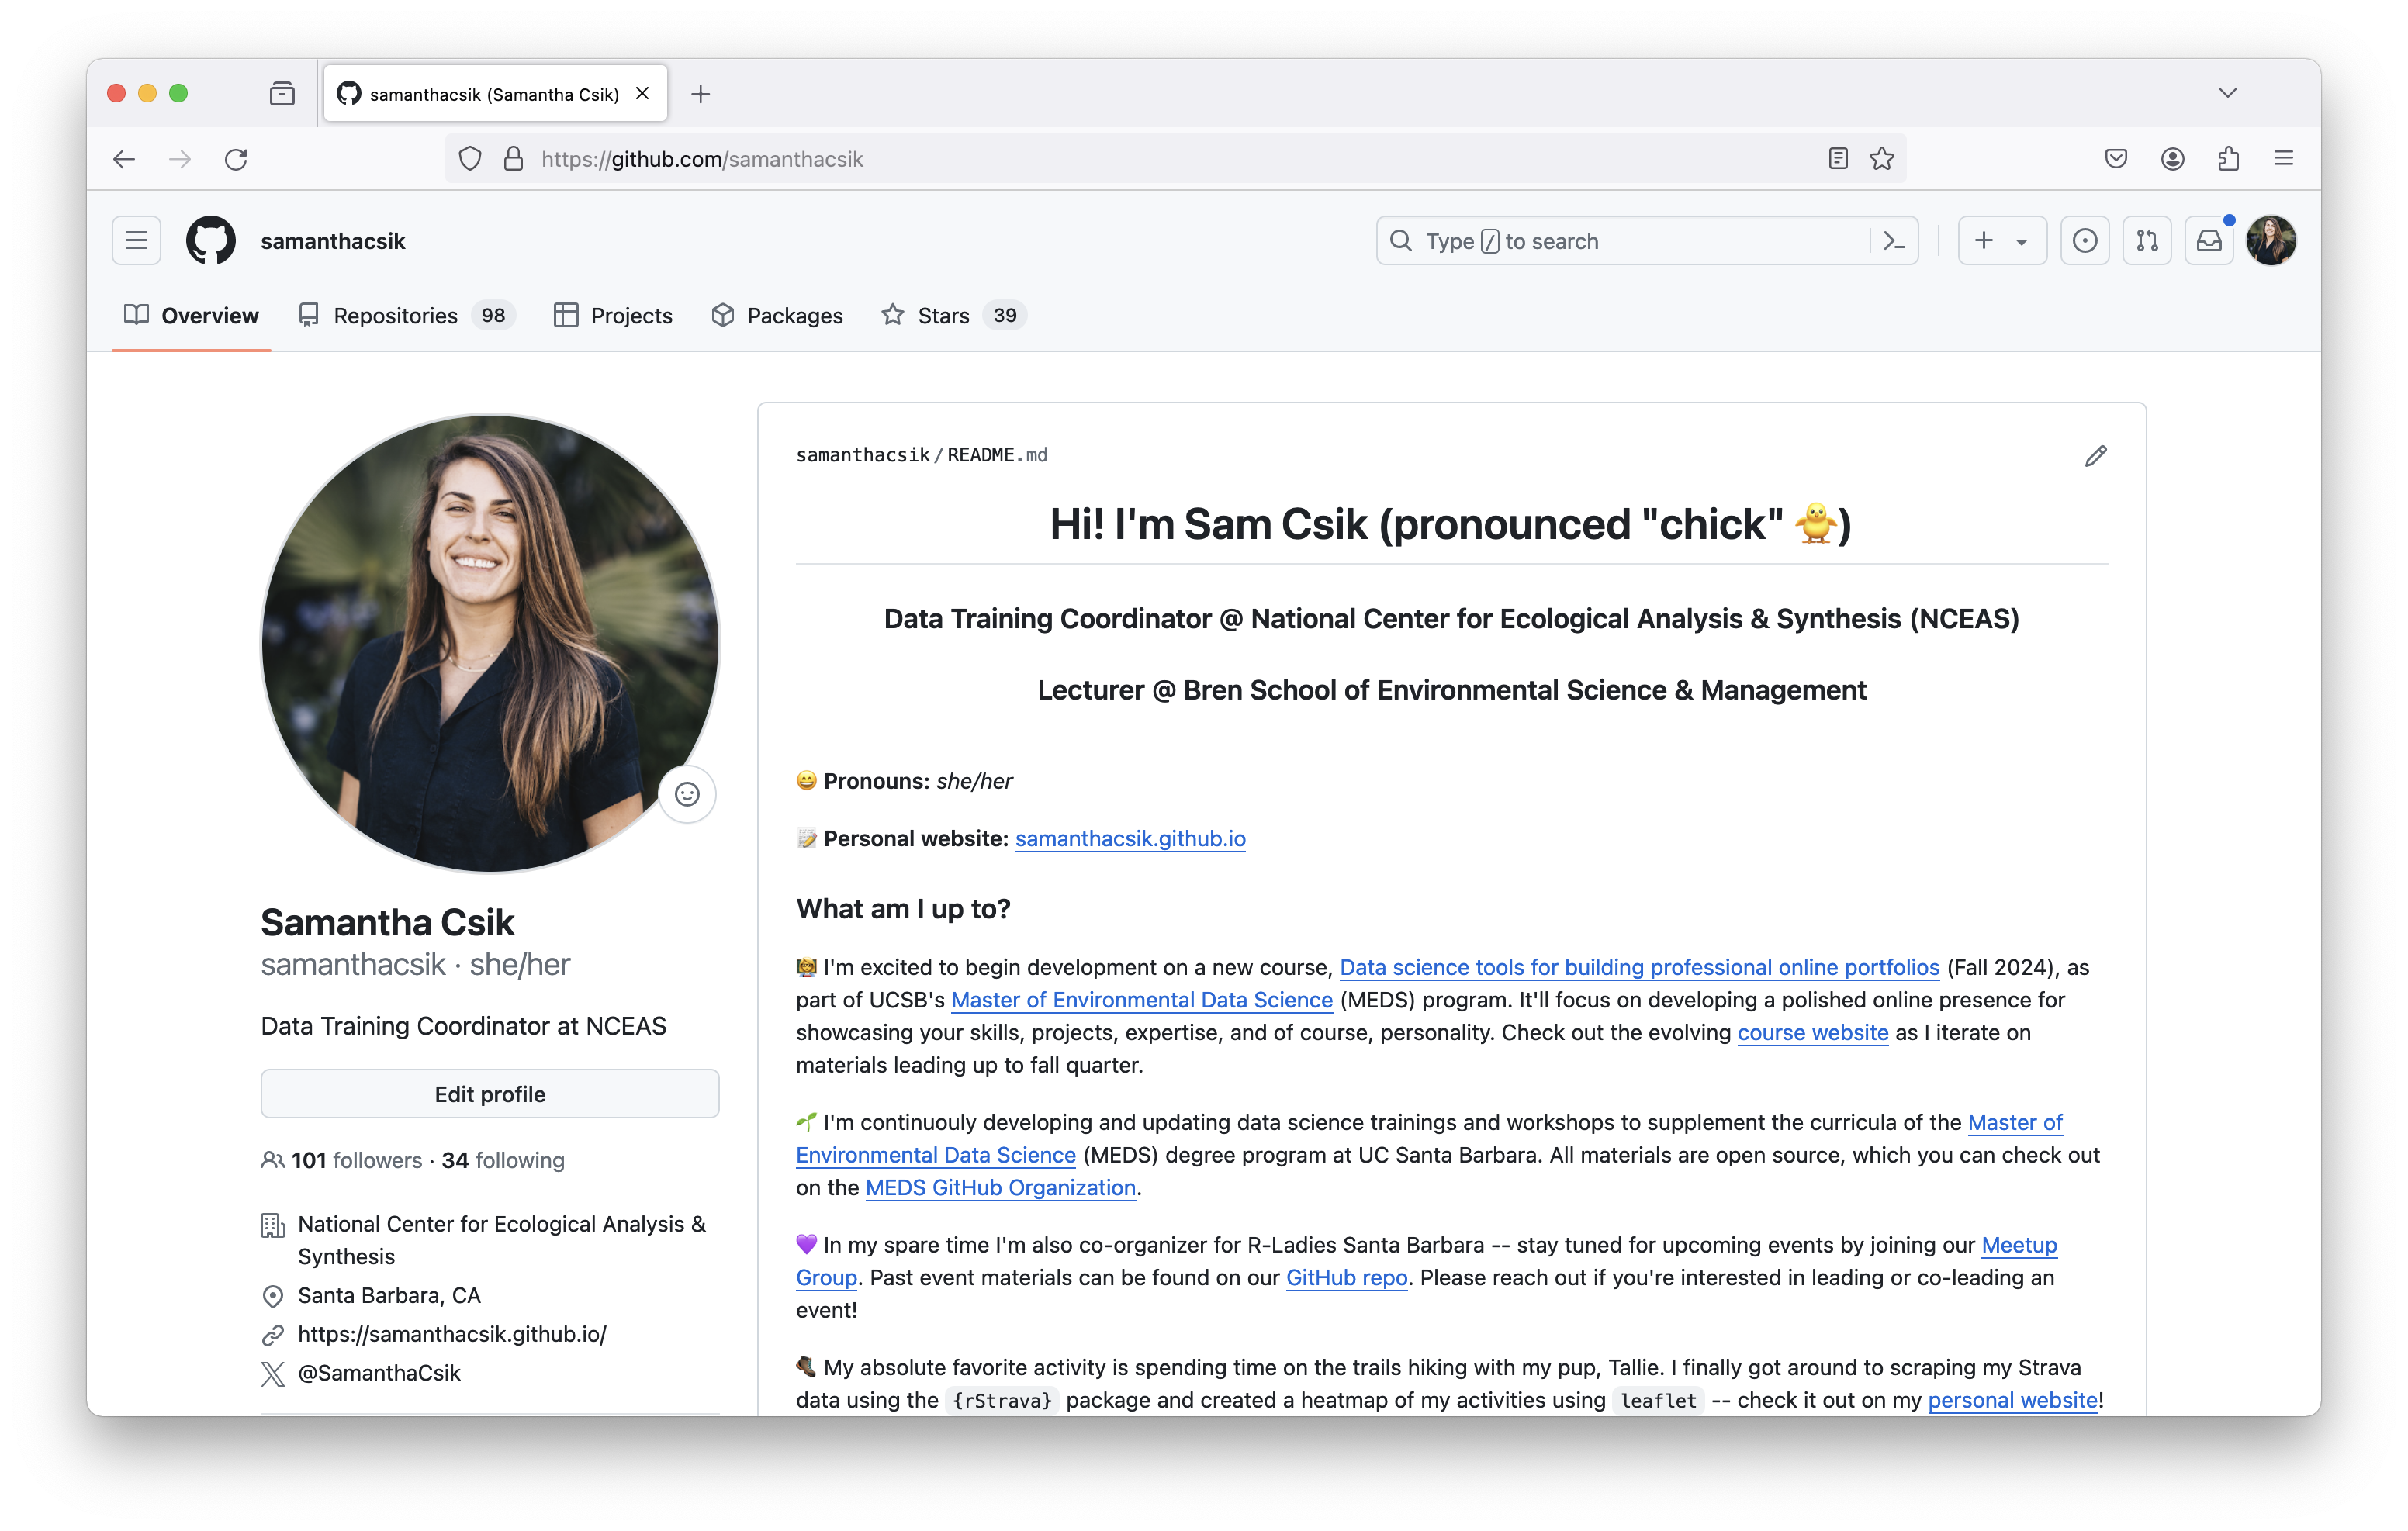 samanthacsik (Samantha Csik)
https://github.com/samanthacsik
samanthacsik
Type / to search
Overview
Repositories 98
Projects
Packages
Stars 39
Samantha Csik
samanthacsik · she/her
Data Training Coordinator at NCEAS
Edit profile
101 followers · 34 following
National Center for Ecological Analysis &
Synthesis
Santa Barbara, CA
https://samanthacsik.github.io/
@SamanthaCsik
samanthacsik/README.md
Hi! I'm Sam Csik (pronounced "chick" 🐥)
Data Training Coordinator @ National Center for Ecological Analysis & Synthesis (NCEAS)
Lecturer @ Bren School of Environmental Science & Management
😄 Pronouns: she/her
📝 Personal website: samanthacsik.github.io
What am I up to?
👩‍🏫 I'm excited to begin development on a new course, Data science tools for building professional online portfolios (Fall 2024), as
part of UCSB's Master of Environmental Data Science (MEDS) program. It'll focus on developing a polished online presence for
showcasing your skills, projects, expertise, and of course, personality. Check out the evolving course website as I iterate on
materials leading up to fall quarter.
🌱 I'm continouly developing and updating data science trainings and workshops to supplement the curricula of the Master of
Environmental Data Science (MEDS) degree program at UC Santa Barbara. All materials are open source, which you can check out
on the MEDS GitHub Organization.
💜 In my spare time I'm also co-organizer for R-Ladies Santa Barbara -- stay tuned for upcoming events by joining our Meetup
Group. Past event materials can be found on our GitHub repo. Please reach out if you're interested in leading or co-leading an
event!
🥾 My absolute favorite activity is spending time on the trails hiking with my pup, Tallie. I finally got around to scraping my Strava
data using the {rStrava} package and created a heatmap of my activities using leaflet -- check it out on my personal website!